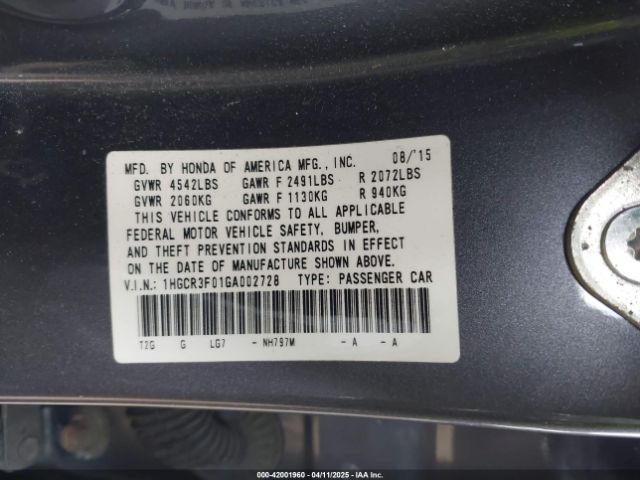 MFD. BY HONDA OF AMERICA MFG., INC. 08/'15
GVWR 4542LBS GAWR F 2491LBS R 2072LBS
GVWR 2060KG GAWR F 1130KG R 940KG
THIS VEHICLE CONFORMS TO ALL APPLICABLE
FEDERAL MOTOR VEHICLE SAFETY, BUMPER,
AND THEFT PREVENTION STANDARDS IN EFFECT
ON THE DATE OF MANUFACTURE SHOWN ABOVE.
V.I.N.: 1HGCR3F01GA002728 TYPE: PASSENGER CAR
T2G G LG7 - NH797M - A - A
000-42001960 - 04/11/2025 - IAAINC